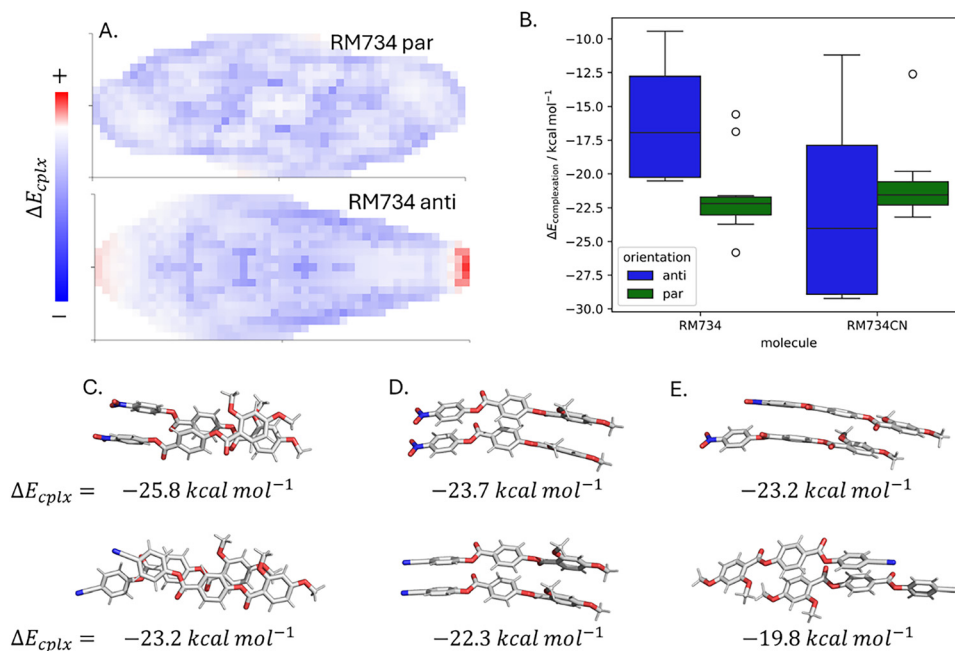 A.
RM734 par
+
ΔE_cplx
−
RM734 anti
B.
ΔE_complexation / kcal mol⁻¹
−10.0
−12.5
−15.0
−17.5
−20.0
−22.5
−25.0
−27.5
−30.0
orientation
anti
par
RM734
RM734CN
molecule
C.
D.
E.
ΔE_cplx = −25.8 kcal mol⁻¹ −23.7 kcal mol⁻¹ −23.2 kcal mol⁻¹
ΔE_cplx = −23.2 kcal mol⁻¹ −22.3 kcal mol⁻¹ −19.8 kcal mol⁻¹